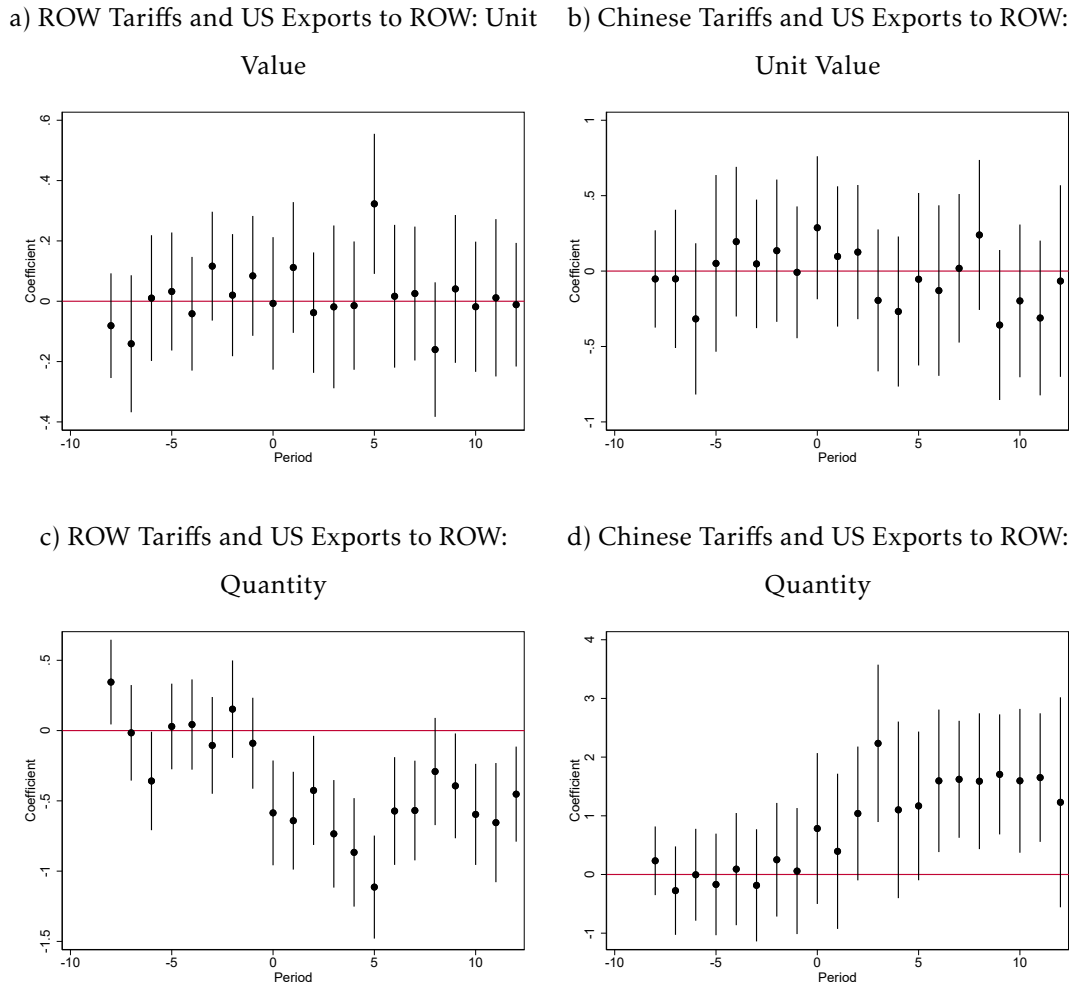 a) ROW Tariffs and US Exports to ROW: Unit
Value
.6
.4
.2
0
-.2
-.4
Coefficient
-10 -5 0 5 10
Period
b) Chinese Tariffs and US Exports to ROW:
Unit Value
1
.5
0
-.5
-1
Coefficient
-10 -5 0 5 10
Period
c) ROW Tariffs and US Exports to ROW:
Quantity
.5
0
-.5
-1
-1.5
Coefficient
-10 -5 0 5 10
Period
d) Chinese Tariffs and US Exports to ROW:
Quantity
4
3
2
1
0
-1
Coefficient
-10 -5 0 5 10
Period